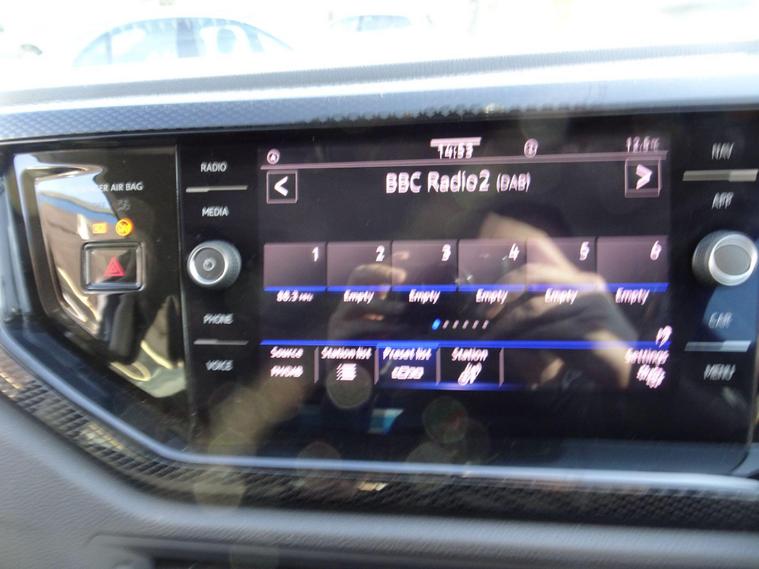 14:53
BBC Radio2 (DAB)
<
>
1 2 3 4 5 6
Empty Empty Empty Empty Empty
Source Station list Preset list Station Settings
AIR BAG
RADIO
MEDIA
PHONE
VOICE
NAV
APP
CAR
MENU